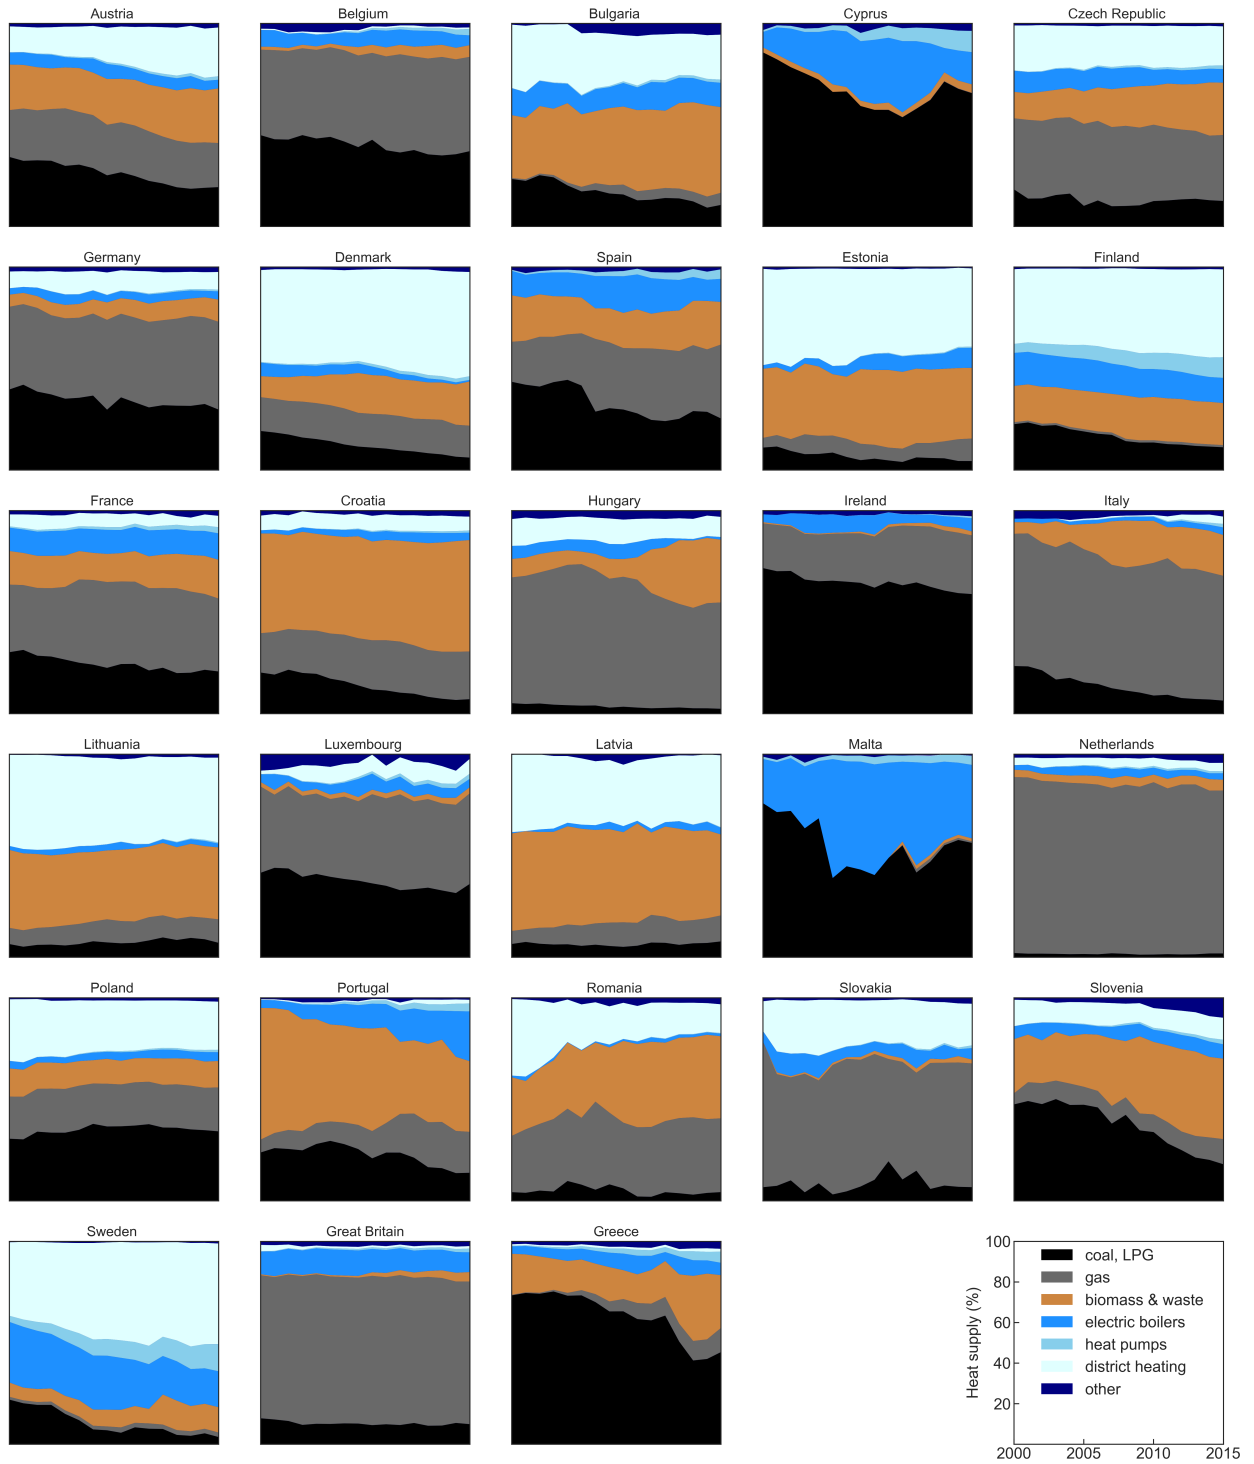 Austria
Belgium
Bulgaria
Cyprus
Czech Republic
Germany
Denmark
Spain
Estonia
Finland
France
Croatia
Hungary
Ireland
Italy
Lithuania
Luxembourg
Latvia
Malta
Netherlands
Poland
Portugal
Romania
Slovakia
Slovenia
Sweden
Great Britain
Greece
Heat supply (%)
100
80
60
40
20
coal, LPG
gas
biomass & waste
electric boilers
heat pumps
district heating
other
2000 2005 2010 2015